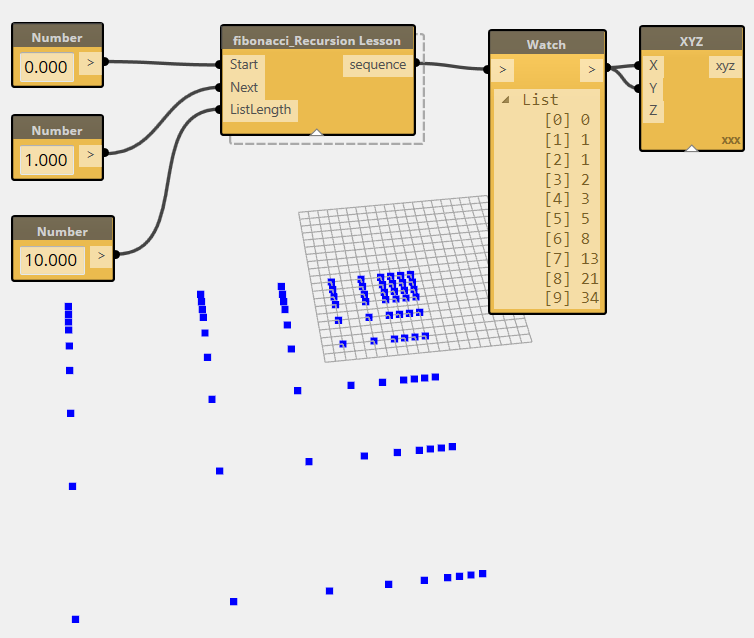 Number
0.000
>
Number
1.000
>
Number
10.000
>
fibonacci_Recursion Lesson
Start
sequence
Next
ListLength
Watch
>
>
List
[0] 0
[1] 1
[2] 1
[3] 2
[4] 3
[5] 5
[6] 8
[7] 13
[8] 21
[9] 34
XYZ
X
xyz
Y
Z
xxx